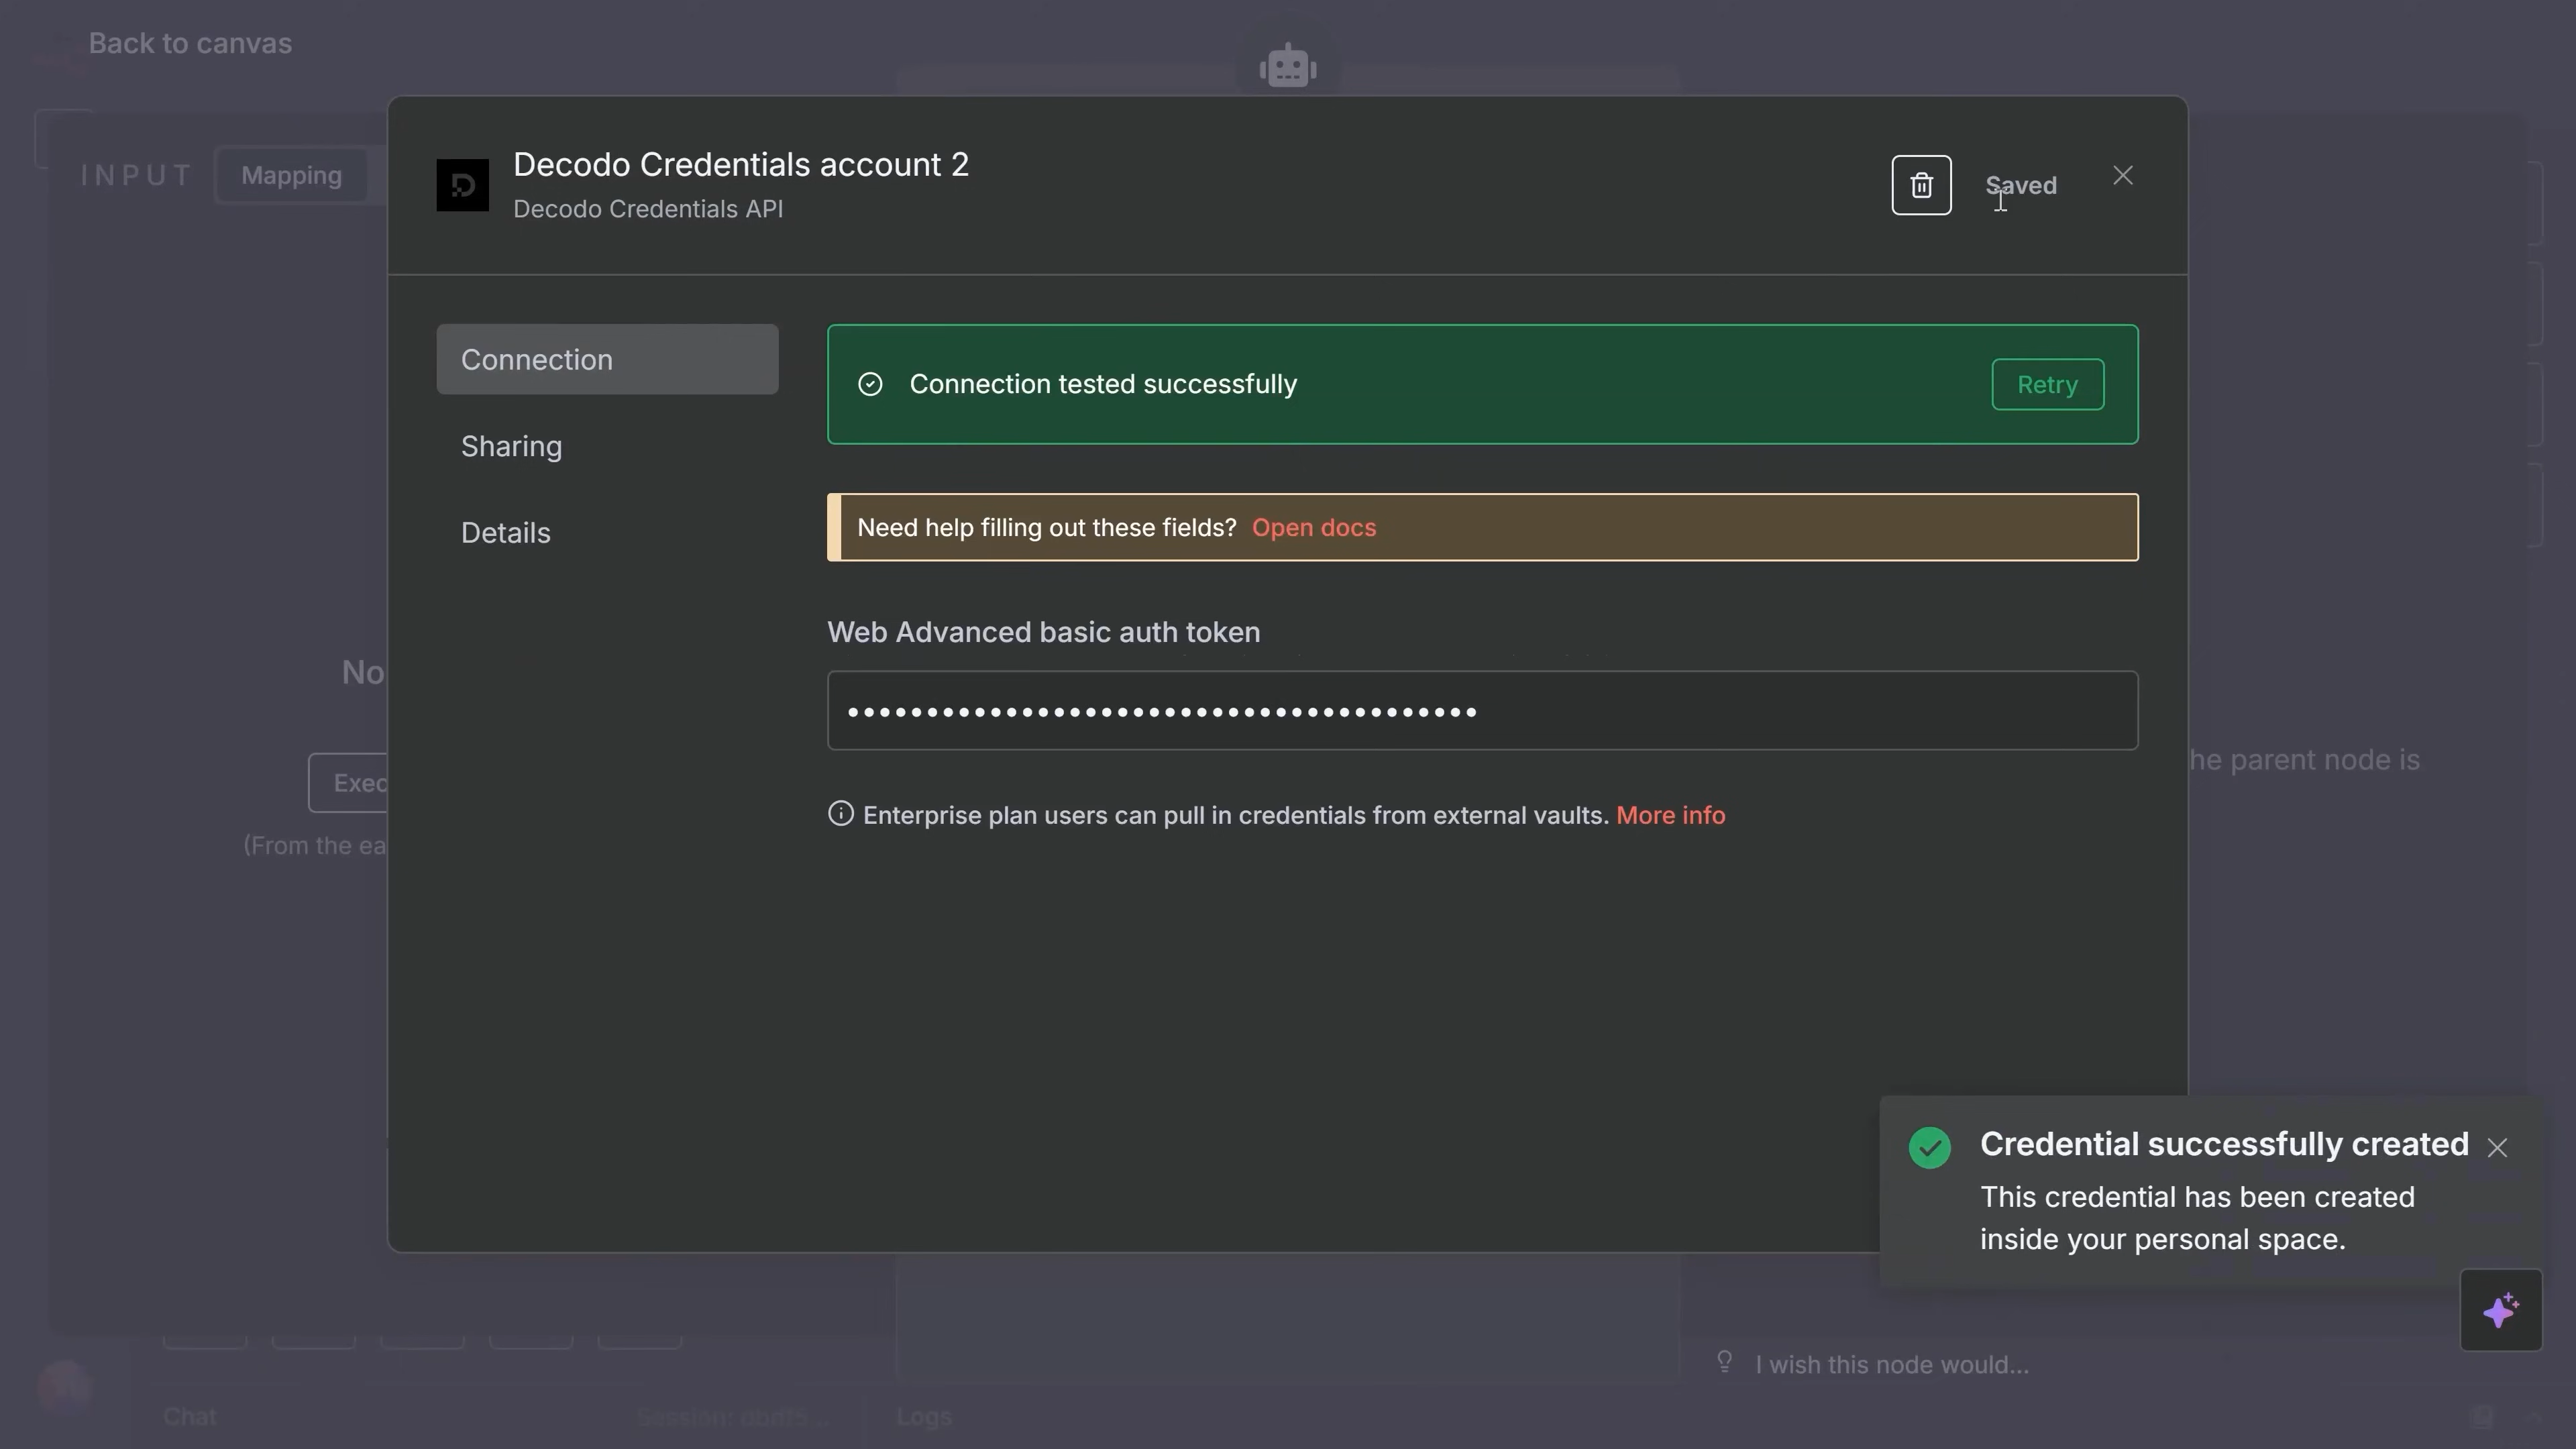 Back to canvas
INPUT
Mapping
Decodo Credentials account 2
Decodo Credentials API
Saved
Connection
Sharing
Details
Connection tested successfully
Retry
Need help filling out these fields? Open docs
Web Advanced basic auth token
••••••••••••••••••••••••••••••••••••••••
Enterprise plan users can pull in credentials from external vaults. More info
No
Exec
(From the ea
he parent node is
Credential successfully created
This credential has been created
inside your personal space.
I wish this node would...
Chat
Session:
Logs